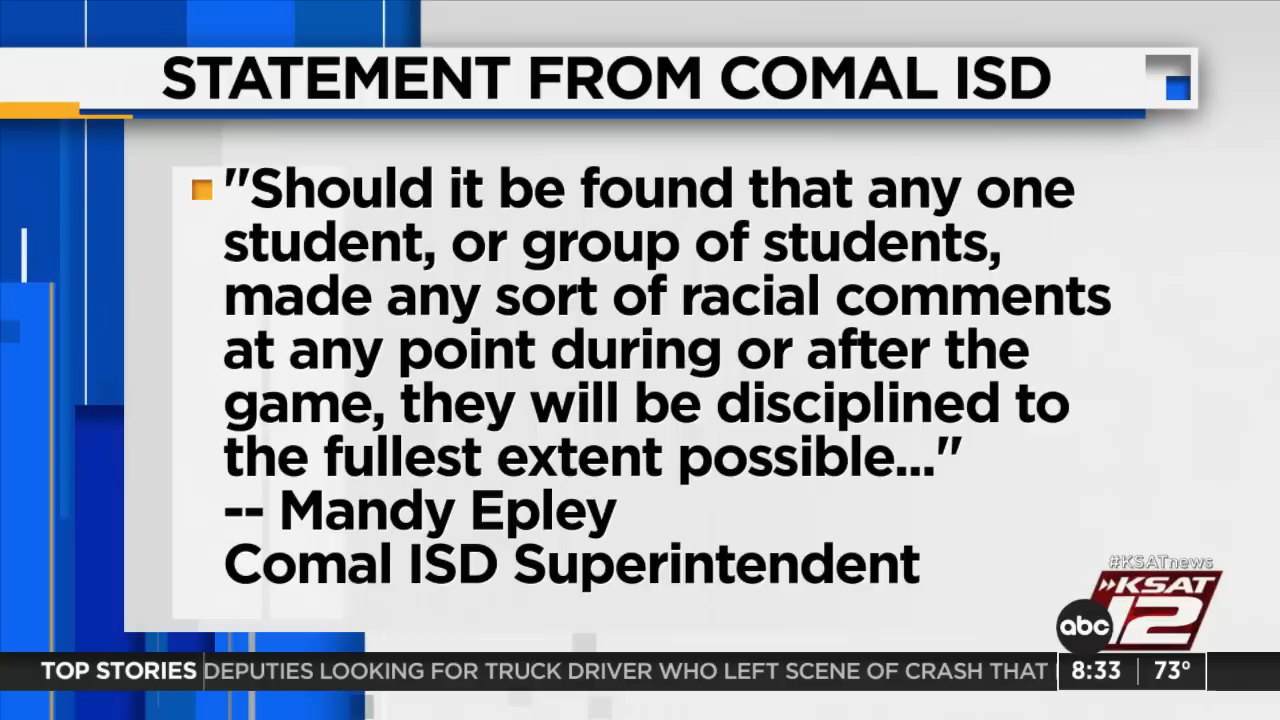 STATEMENT FROM COMAL ISD
"Should it be found that any one
student, or group of students,
made any sort of racial comments
at any point during or after the
game, they will be disciplined to
the fullest extent possible..."
-- Mandy Epley
Comal ISD Superintendent
#KSATnews
KSAT
abc 12
TOP STORIES DEPUTIES LOOKING FOR TRUCK DRIVER WHO LEFT SCENE OF CRASH THAT 8:33 73°